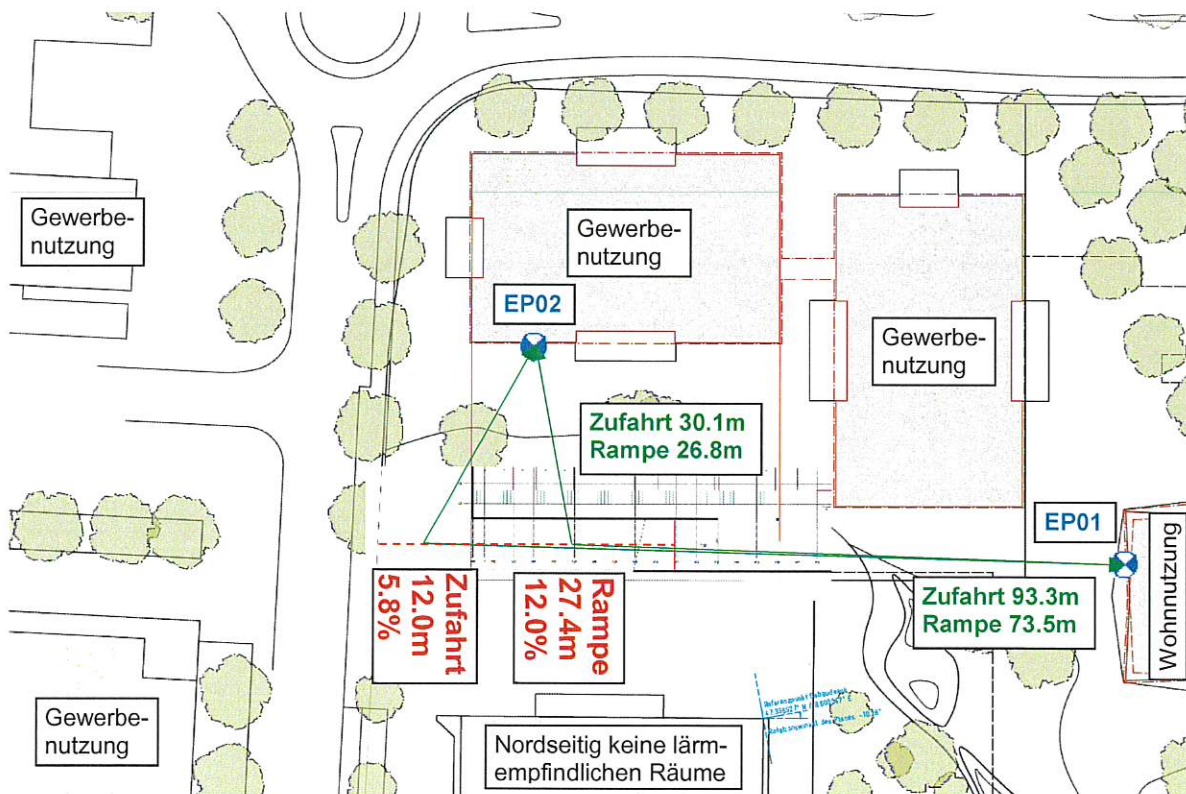 Gewerbe-
nutzung
Gewerbe-
nutzung
EP02
Gewerbe-
nutzung
Zufahrt 30.1m
Rampe 26.8m
EP01
Wohnnutzung
Zufahrt
12.0m
5.8%
Rampe
27.4m
12.0%
Zufahrt 93.3m
Rampe 73.5m
Gewerbe-
nutzung
Nordseitig keine lärm-
empfindlichen Räume